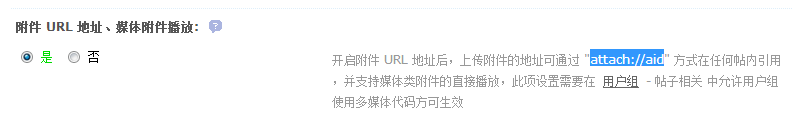 附件 URL 地址、媒体附件播放：
是 否
开启附件 URL 地址后，上传附件的地址可通过 "attach://aid" 方式在任何帖内引用
，并支持媒体类附件的直接播放，此项设置需要在 用户组 - 帖子相关 中允许用户组
使用多媒体代码方可生效